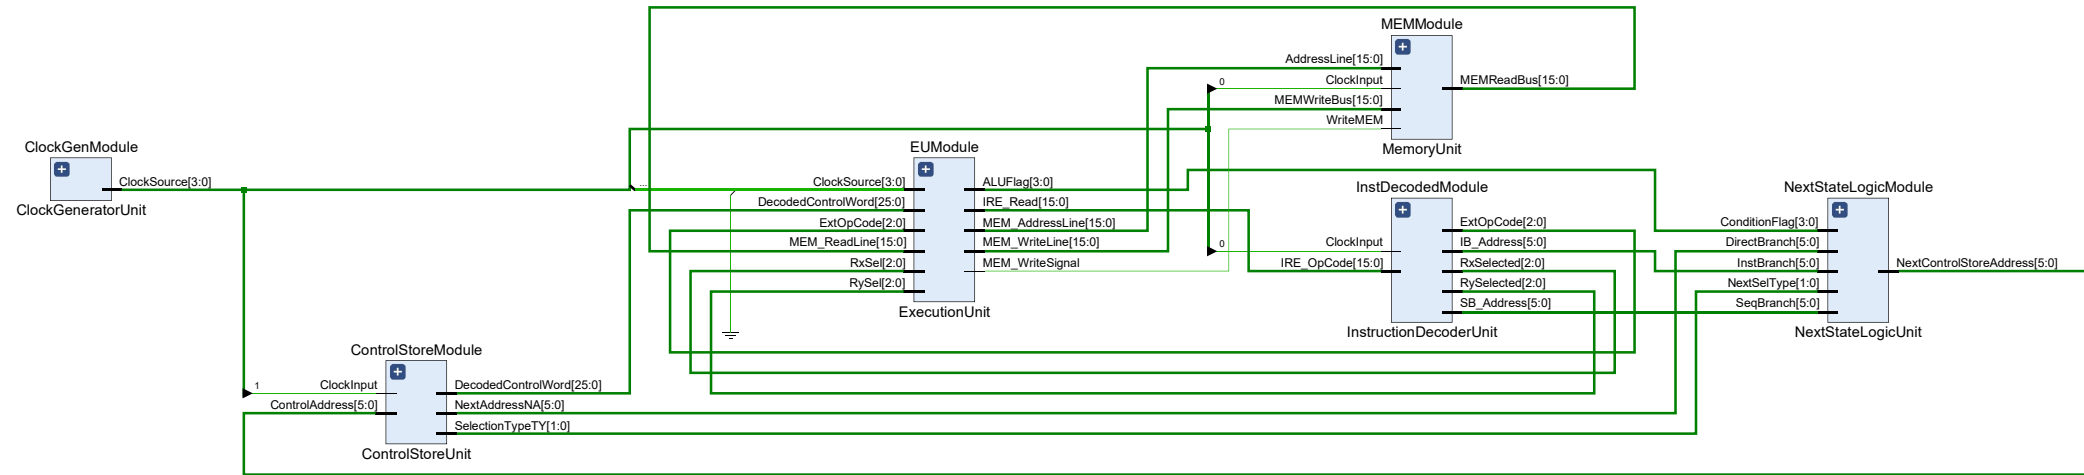 ClockGenModule
ClockSource[3:0]
ClockGeneratorUnit
ControlStoreModule
1
ClockInput
ControlAddress[5:0]
DecodedControlWord[25:0]
NextAddressNA[5:0]
SelectionTypeTY[1:0]
ControlStoreUnit
EUModule
...
ClockSource[3:0]
DecodedControlWord[25:0]
ExtOpCode[2:0]
MEM_ReadLine[15:0]
RxSel[2:0]
RySel[2:0]
ALUFlag[3:0]
IRE_Read[15:0]
MEM_AddressLine[15:0]
MEM_WriteLine[15:0]
MEM_WriteSignal
ExecutionUnit
MEMModule
AddressLine[15:0]
0
ClockInput
MEMWriteBus[15:0]
WriteMEM
MEMReadBus[15:0]
MemoryUnit
InstDecodedModule
0
ClockInput
IRE_OpCode[15:0]
ExtOpCode[2:0]
IB_Address[5:0]
RxSelected[2:0]
RySelected[2:0]
SB_Address[5:0]
InstructionDecoderUnit
NextStateLogicModule
ConditionFlag[3:0]
DirectBranch[5:0]
InstBranch[5:0]
NextSelType[1:0]
SeqBranch[5:0]
NextControlStoreAddress[5:0]
NextStateLogicUnit